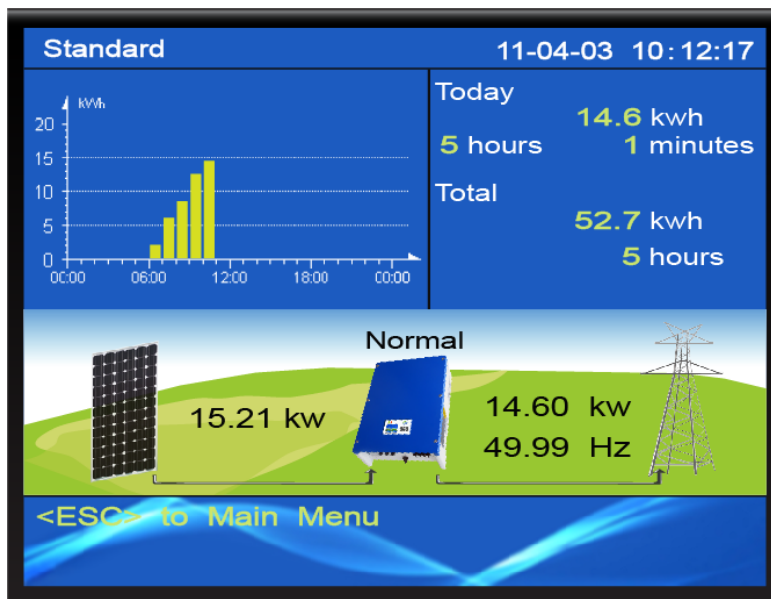 Standard 11-04-03 10:12:17
kWh
20
15
10
5
0
00:00 06:00 12:00 18:00 00:00
Today
14.6 kwh
5 hours 1 minutes
Total
52.7 kwh
5 hours
Normal
15.21 kw
14.60 kw
49.99 Hz
<ESC> to Main Menu